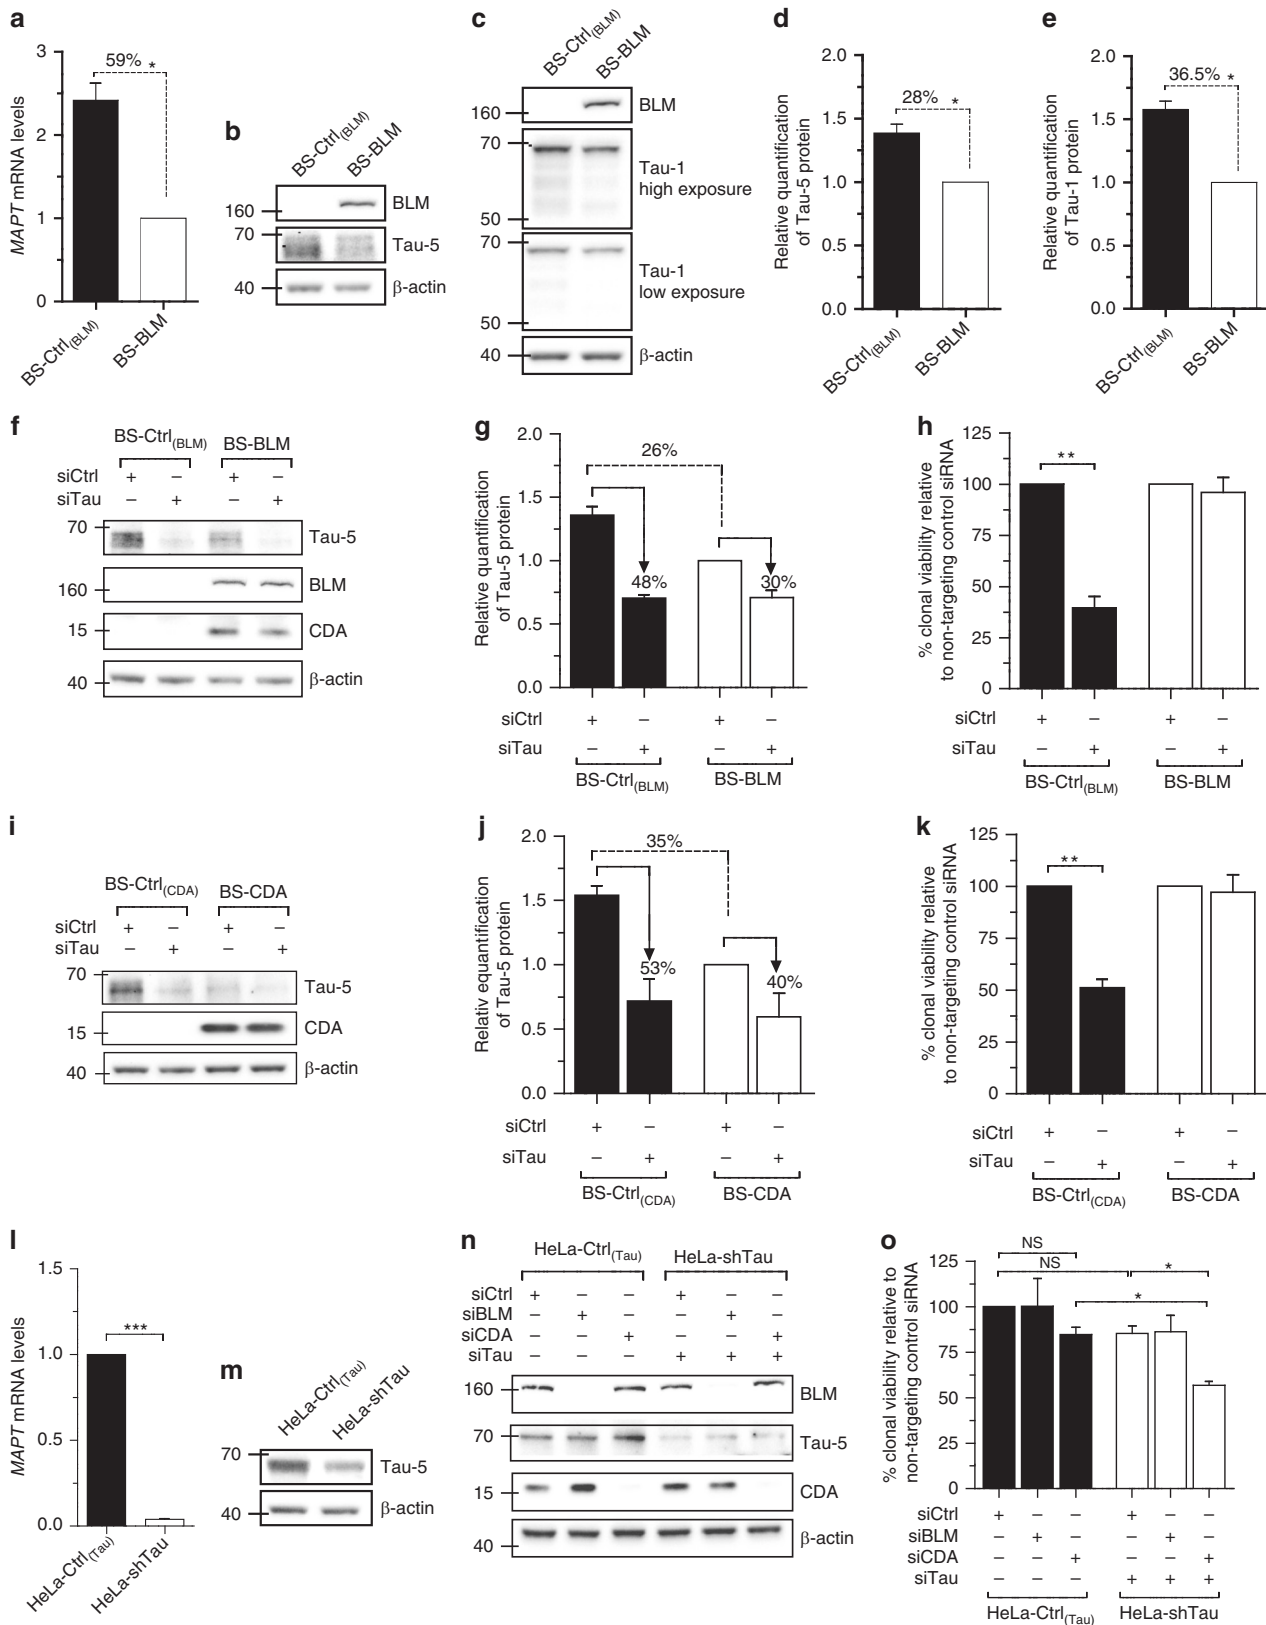 a
3
2
1
0
MAPT mRNA levels
59% *
BS-Ctrl(BLM)
BS-BLM
b
BS-Ctrl(BLM)
BS-BLM
160
BLM
70
Tau-5
40
β-actin
c
BS-Ctrl(BLM)
BS-BLM
160
BLM
70
Tau-1
high exposure
50
70
Tau-1
low exposure
50
40
β-actin
d
2.0
1.5
1.0
0.5
0.0
Relative quantification
of Tau-5 protein
28% *
BS-Ctrl(BLM)
BS-BLM
e
2.0
1.5
1.0
0.5
0.0
Relative quantification
of Tau-1 protein
36.5% *
BS-Ctrl(BLM)
BS-BLM
f
BS-Ctrl(BLM) BS-BLM
siCtrl + − + −
siTau − + − +
70
Tau-5
160
BLM
15
CDA
40
β-actin
g
2.0
1.5
1.0
0.5
0.0
Relative quantification
of Tau-5 protein
26%
48%
30%
siCtrl + − + −
siTau − + − +
BS-Ctrl(BLM) BS-BLM
h
125
100
75
50
25
0
% clonal viability relative
to non-targeting control siRNA
**
siCtrl + − + −
siTau − + − +
BS-Ctrl(BLM) BS-BLM
i
BS-Ctrl(CDA) BS-CDA
siCtrl + − + −
siTau − + − +
70
Tau-5
15
CDA
40
β-actin
j
2.0
1.5
1.0
0.5
0.0
Relativ equantification
of Tau-5 protein
35%
53%
40%
siCtrl + − + −
siTau − + − +
BS-Ctrl(CDA) BS-CDA
k
125
100
75
50
25
0
% clonal viability relative
to non-targeting control siRNA
**
siCtrl + − + −
siTau − + − +
BS-Ctrl(CDA) BS-CDA
l
1.5
1.0
0.5
0.0
MAPT mRNA levels
***
HeLa-Ctrl(Tau)
HeLa-shTau
m
HeLa-Ctrl(Tau)
HeLa-shTau
70
Tau-5
40
β-actin
n
HeLa-Ctrl(Tau) HeLa-shTau
siCtrl + − − + − −
siBLM − + − − + −
siCDA − − + − − +
siTau − − − + + +
160
BLM
70
Tau-5
15
CDA
40
β-actin
o
125
100
75
50
25
0
% clonal viability relative to
non-targeting control siRNA
NS
NS
*
*
siCtrl + − − + − −
siBLM − + − − + −
siCDA − − + − − +
siTau − − − + + +
HeLa-Ctrl(Tau) HeLa-shTau